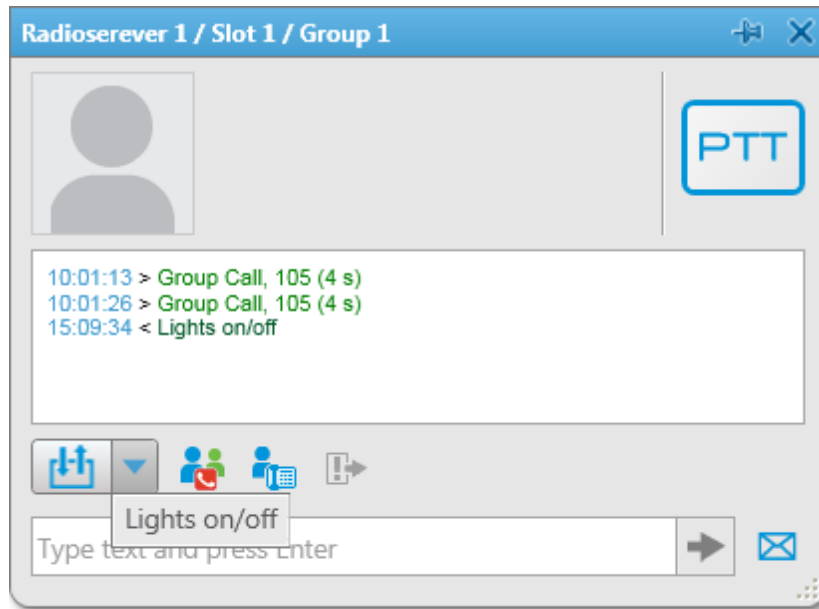 Radioserever 1 / Slot 1 / Group 1
PTT
10:01:13 > Group Call, 105 (4 s)
10:01:26 > Group Call, 105 (4 s)
15:09:34 < Lights on/off
Lights on/off
Type text and press Enter